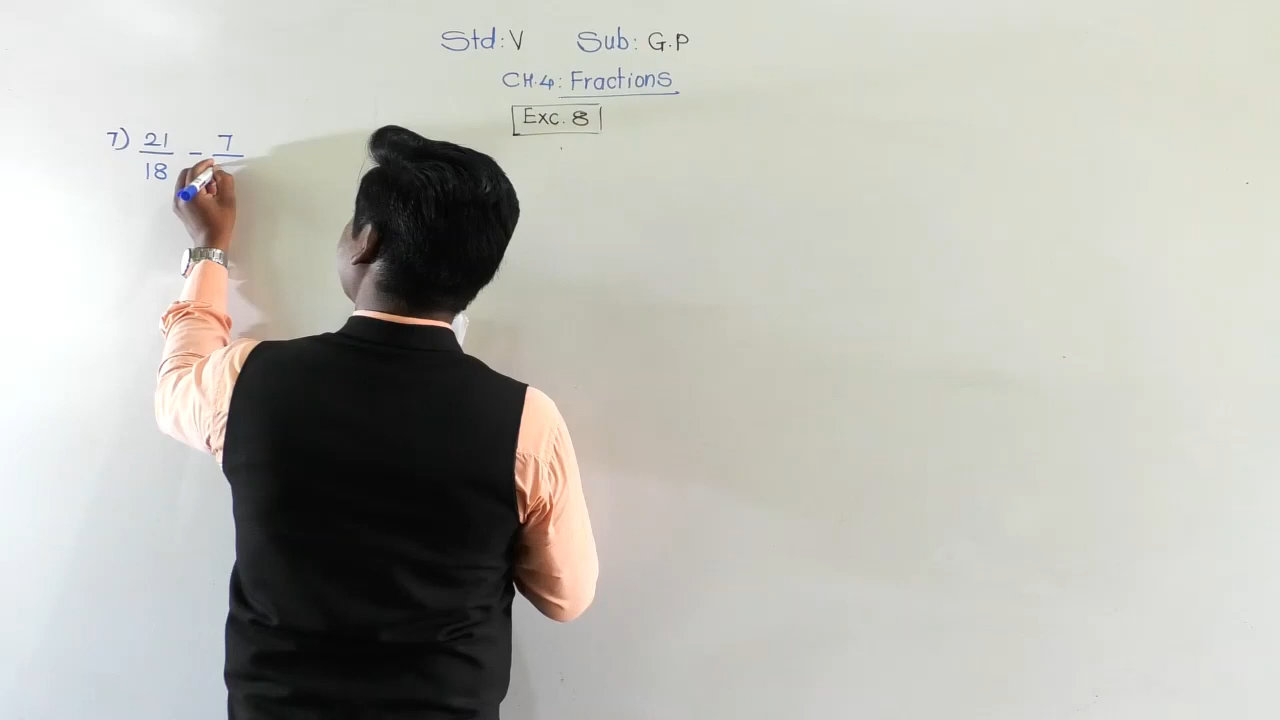 Std: V Sub: G.P
CH.4: Fractions
Exc. 8
7) 21/18 - 7/